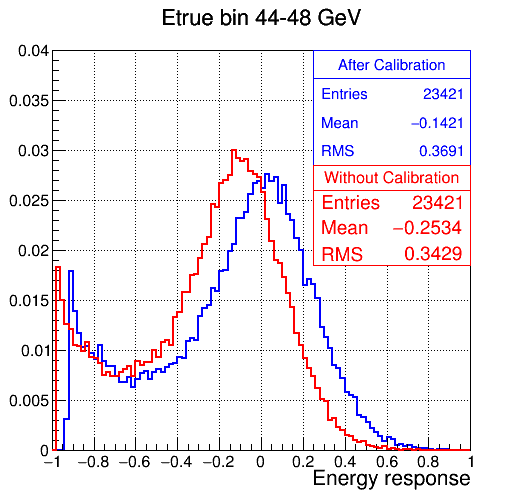 Etrue bin 44-48 GeV
0.04
0.035
0.03
0.025
0.02
0.015
0.01
0.005
0
After Calibration
Entries 23421
Mean −0.1421
RMS 0.3691
Without Calibration
Entries 23421
Mean −0.2534
RMS 0.3429
−1 −0.8 −0.6 −0.4 −0.2 0 0.2 0.4 0.6 0.8 1
Energy response